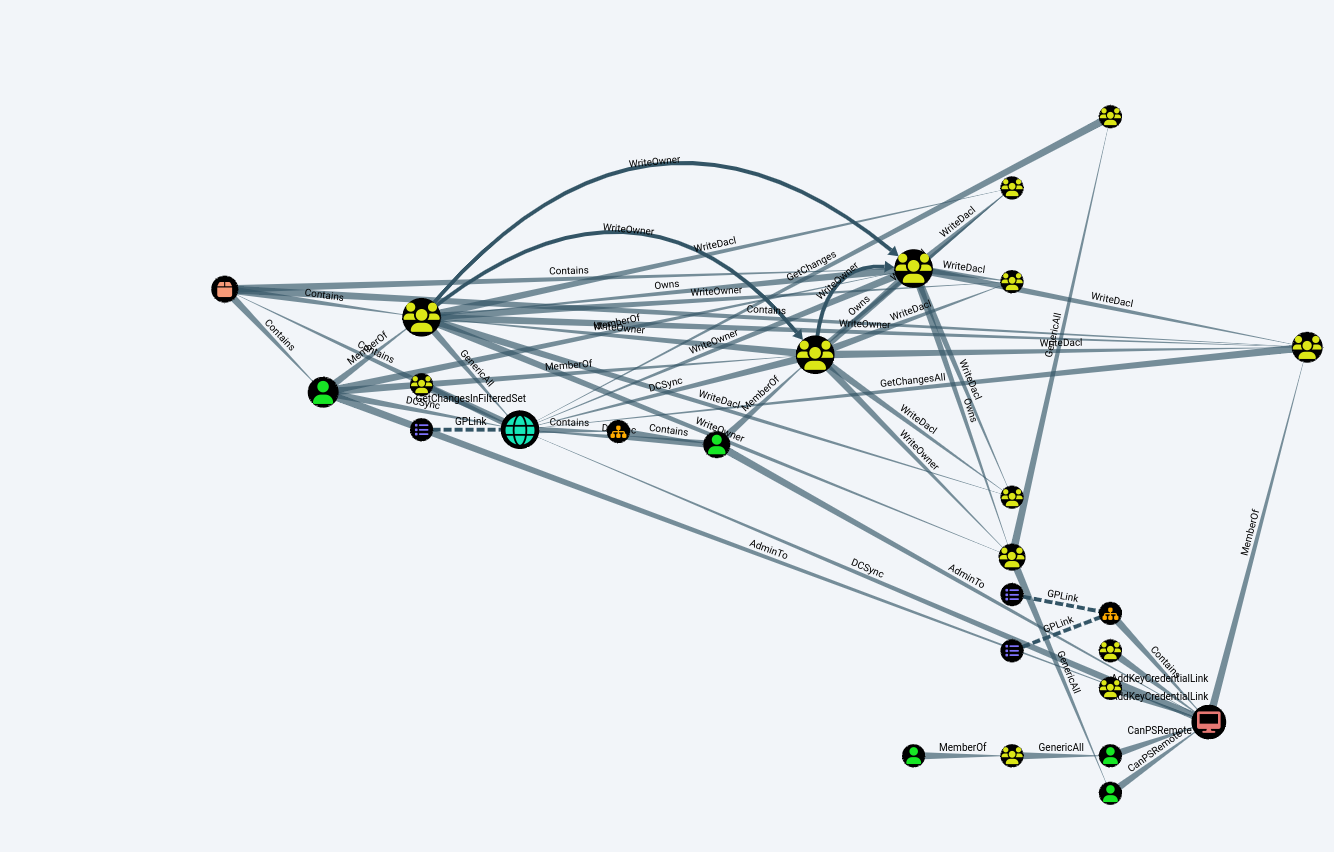 WriteOwner
WriteOwner
WriteDacl
WriteDacl
GetChanges
WriteDacl
WriteOwner
Contains
Owns
WriteOwner
Contains
WriteDacl
Owns
Contains
WriteDacl
MemberOf
WriteOwner
WriteOwner
Contains
GenericAll
WriteOwner
WriteDacl
MemberOf
Contains
GenericAll
MemberOf
GetChangesAll
DCSync
WriteDacl
MemberOf
GetChangesInFilteredSet
DCSync
WriteDacl
Owns
GPLink
Contains
Contains
WriteDacl
WriteOwner
WriteOwner
MemberOf
AdminTo
DCSync
AdminTo
GPLink
GPLink
Contains
GenericAll
AddKeyCredentialLink
AddKeyCredentialLink
CanPSRemote
MemberOf
GenericAll
CanPSRemote